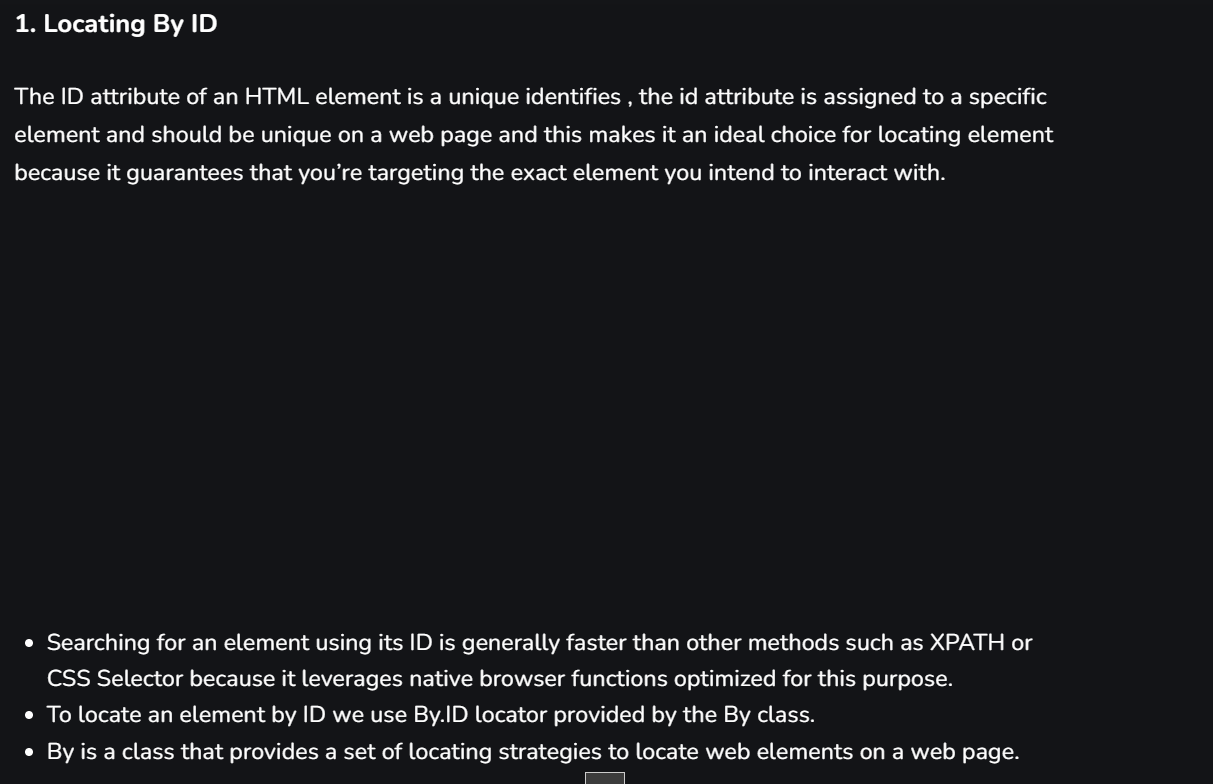 1. Locating By ID
The ID attribute of an HTML element is a unique identifies , the id attribute is assigned to a specific
element and should be unique on a web page and this makes it an ideal choice for locating element
because it guarantees that you’re targeting the exact element you intend to interact with.
• Searching for an element using its ID is generally faster than other methods such as XPATH or
CSS Selector because it leverages native browser functions optimized for this purpose.
• To locate an element by ID we use By.ID locator provided by the By class.
• By is a class that provides a set of locating strategies to locate web elements on a web page.